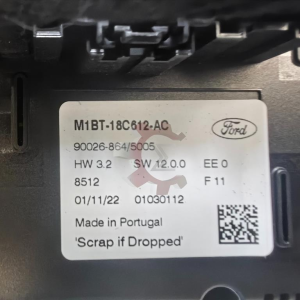 M1BT-18C612-AC
Ford
90026-864/5005
HW 3.2 SW 12.0.0 EE 0
8512 F 11
01/11/22 01030112
Made in Portugal
'Scrap if Dropped'